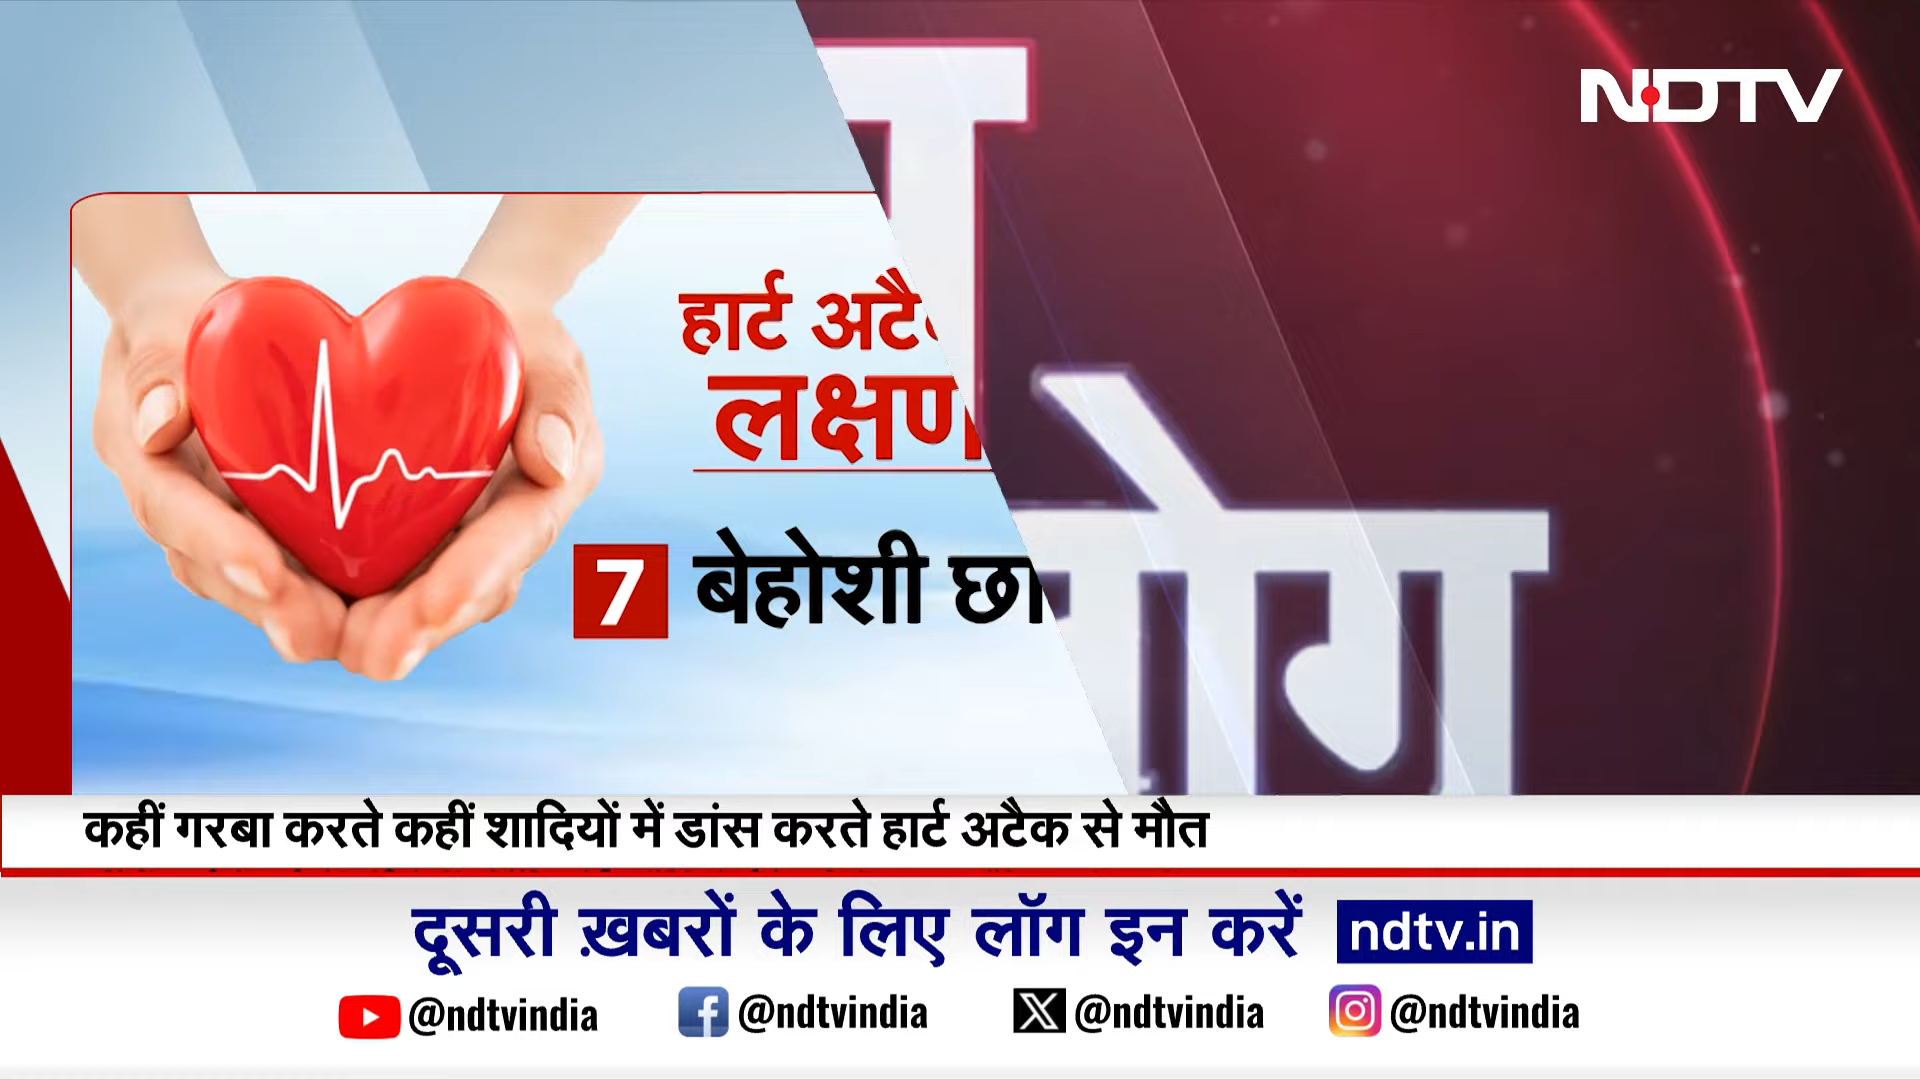 NDTV
हार्ट अटै
लक्षण
7 बेहोशी छा
ोग
कहीं गरबा करते कहीं शादियों में डांस करते हार्ट अटैक से मौत
दूसरी ख़बरों के लिए लॉग इन करें ndtv.in
@ndtvindia @ndtvindia @ndtvindia @ndtvindia